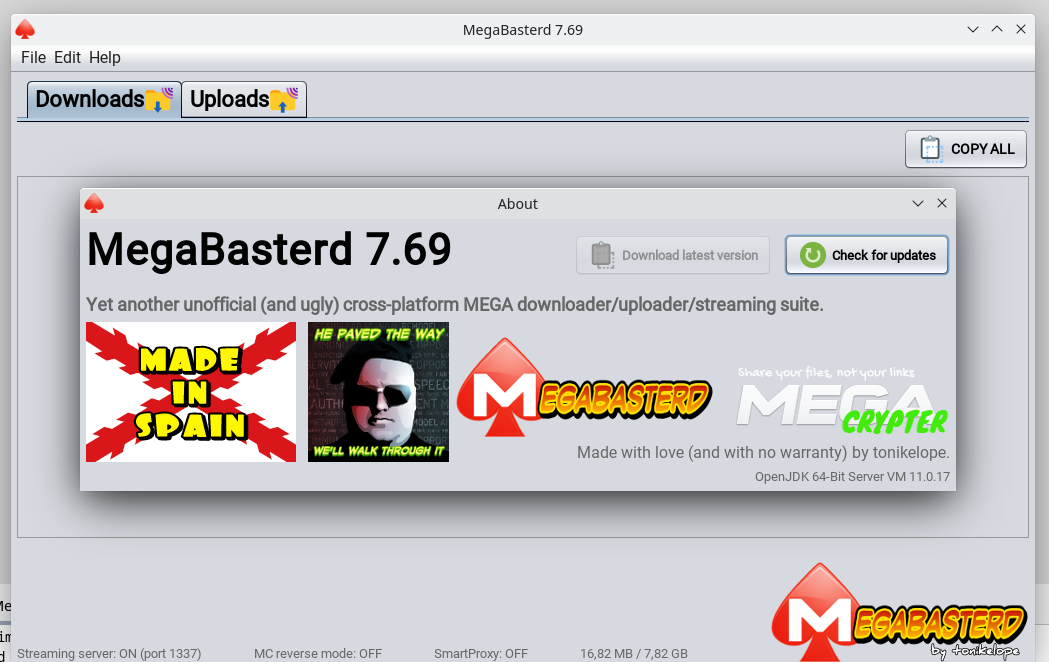 MegaBasterd 7.69
File Edit Help
Downloads Uploads
COPY ALL
About
MegaBasterd 7.69
Download latest version
Check for updates
Yet another unofficial (and ugly) cross-platform MEGA downloader/uploader/streaming suite.
MADE
IN
SPAIN
HE PAVED THE WAY
WE'LL WALK THROUGH IT
MEGABASTERD
Share your files, not your links
MEGA
CRYPTER
Made with love (and with no warranty) by tonikelope.
OpenJDK 64-Bit Server VM 11.0.17
MEGABASTERD
by tonikelope
Streaming server: ON (port 1337) MC reverse mode: OFF SmartProxy: OFF 16,82 MB / 7,82 GB